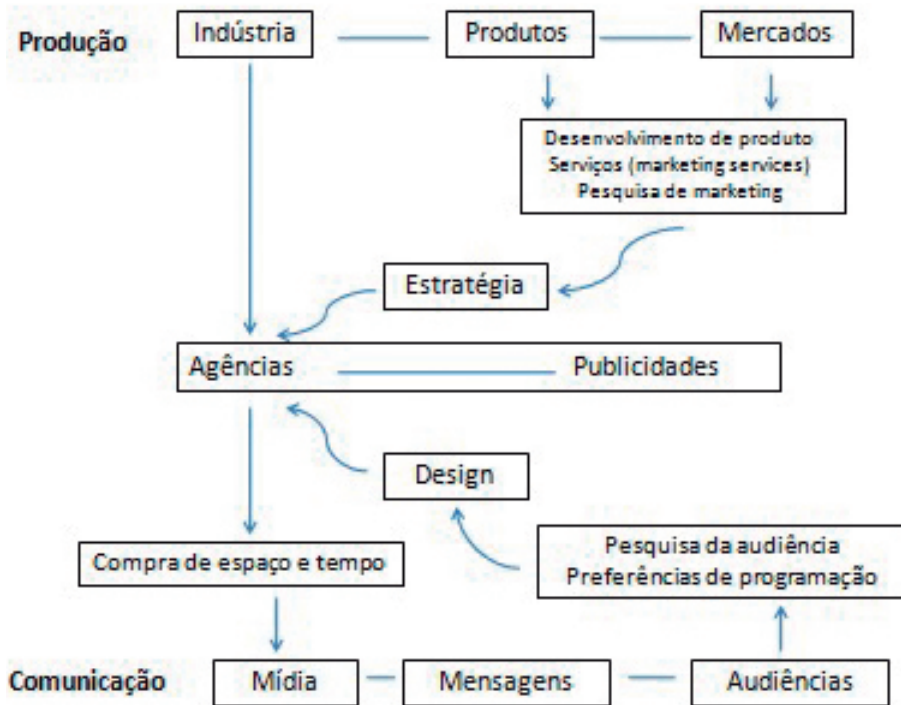 Produção
Indústria
Produtos
Mercados
Desenvolvimento de produto
Serviços (marketing services)
Pesquisa de marketing
Estratégia
Agências
Publicidades
Design
Compra de espaço e tempo
Pesquisa da audiência
Preferências de programação
Comunicação
Mídia
Mensagens
Audiências